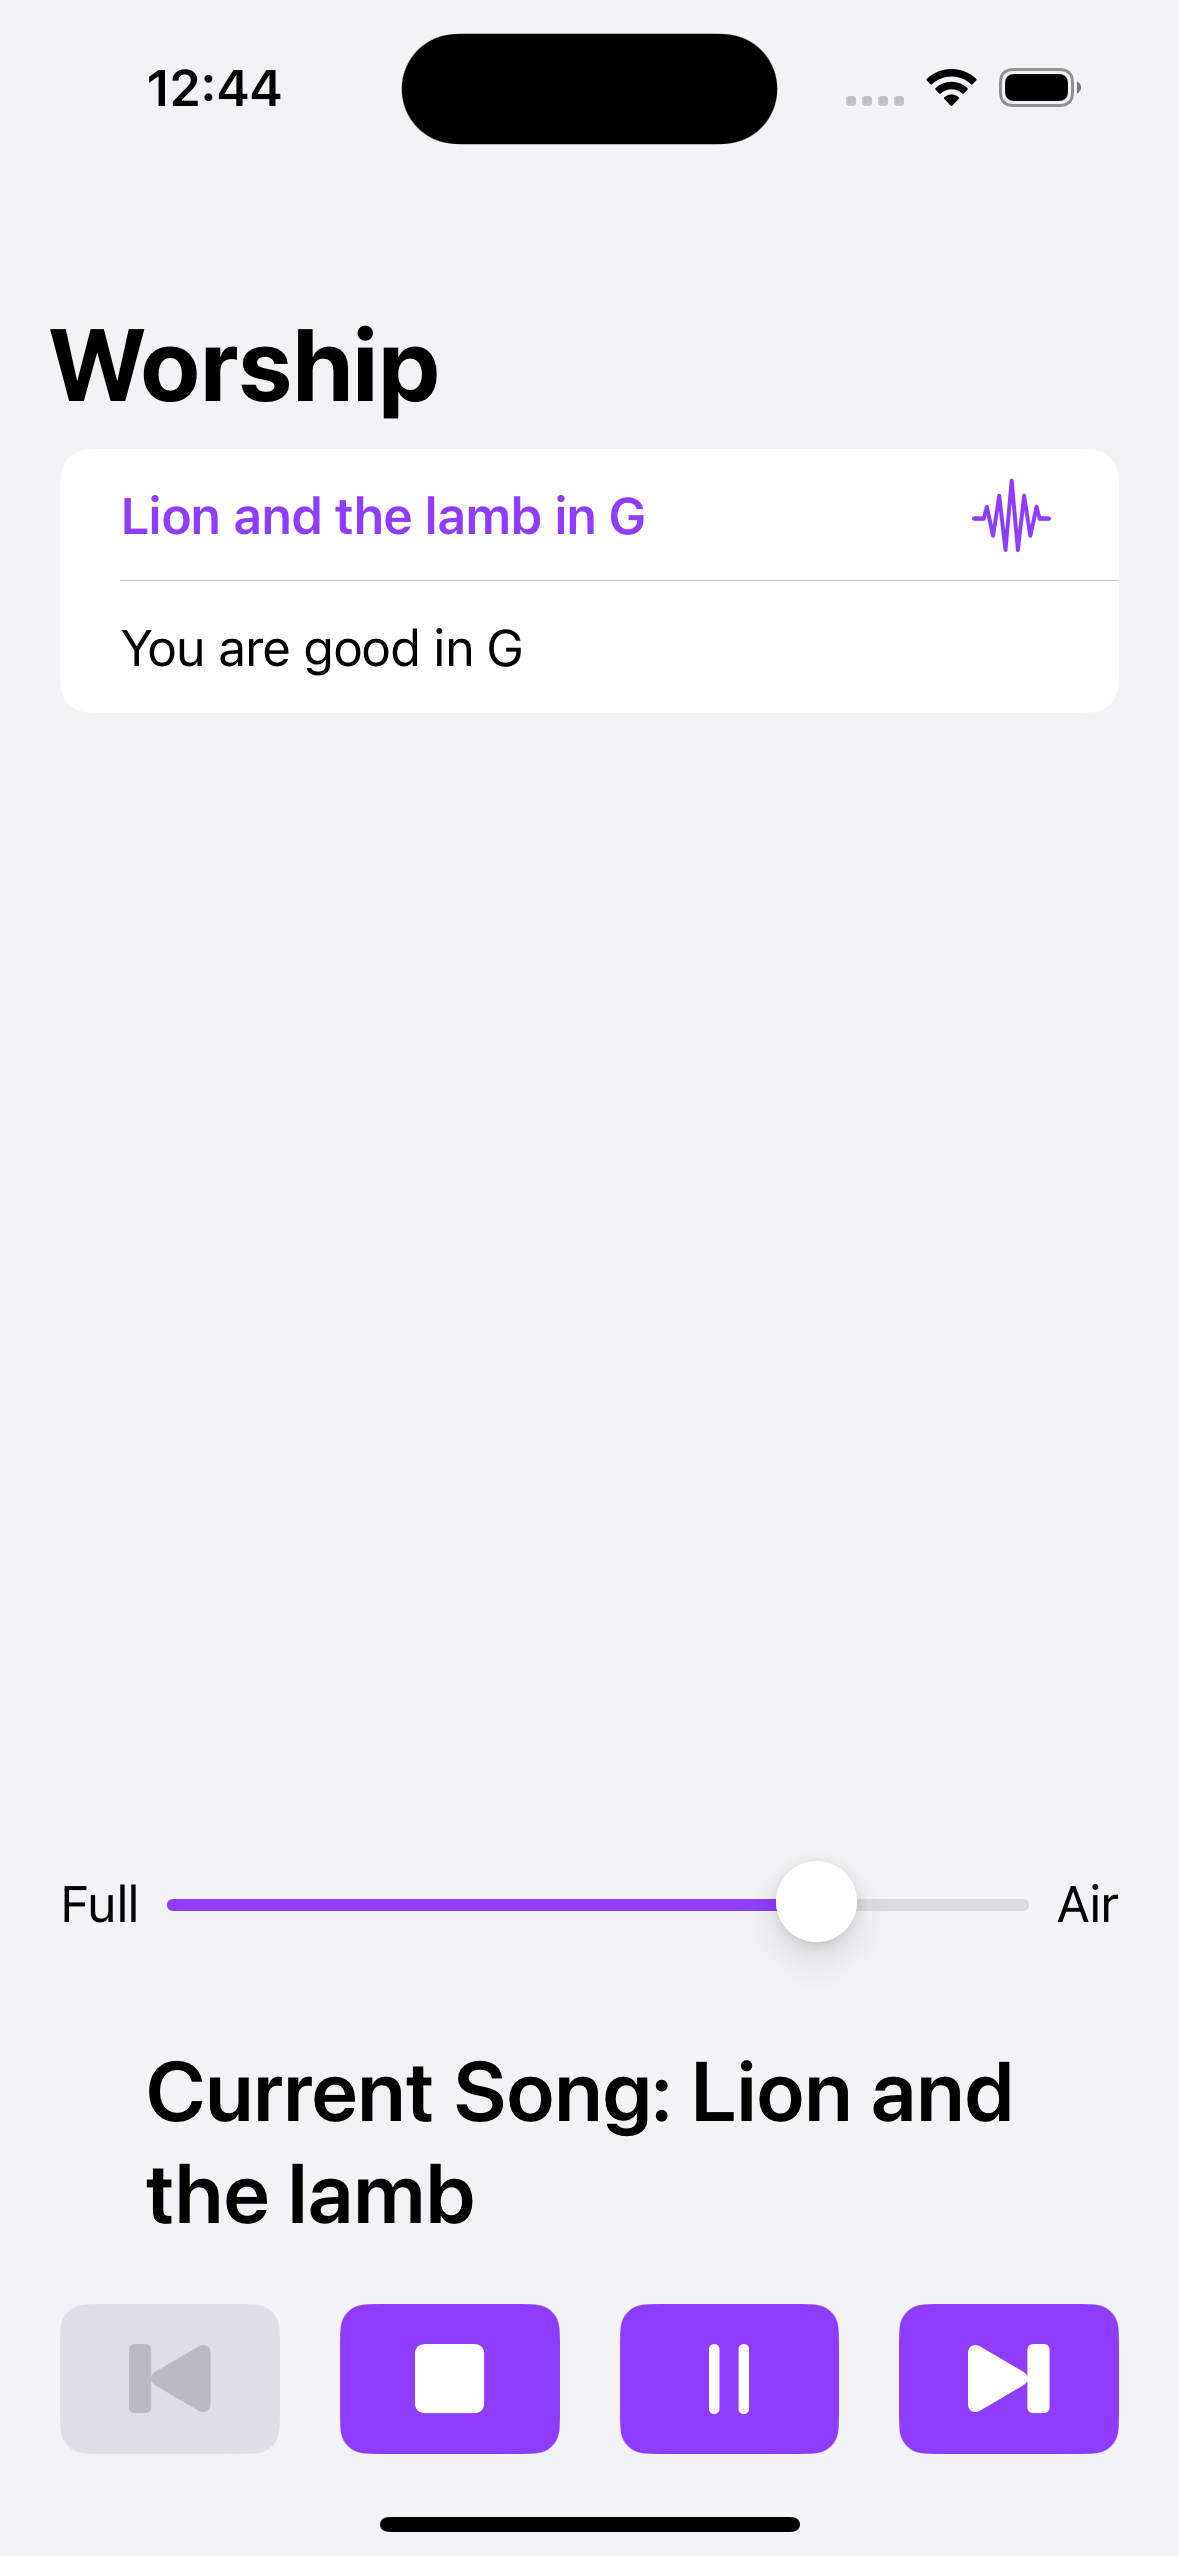 12:44
Worship
Lion and the lamb in G
You are good in G
Full
Air
Current Song: Lion and
the lamb